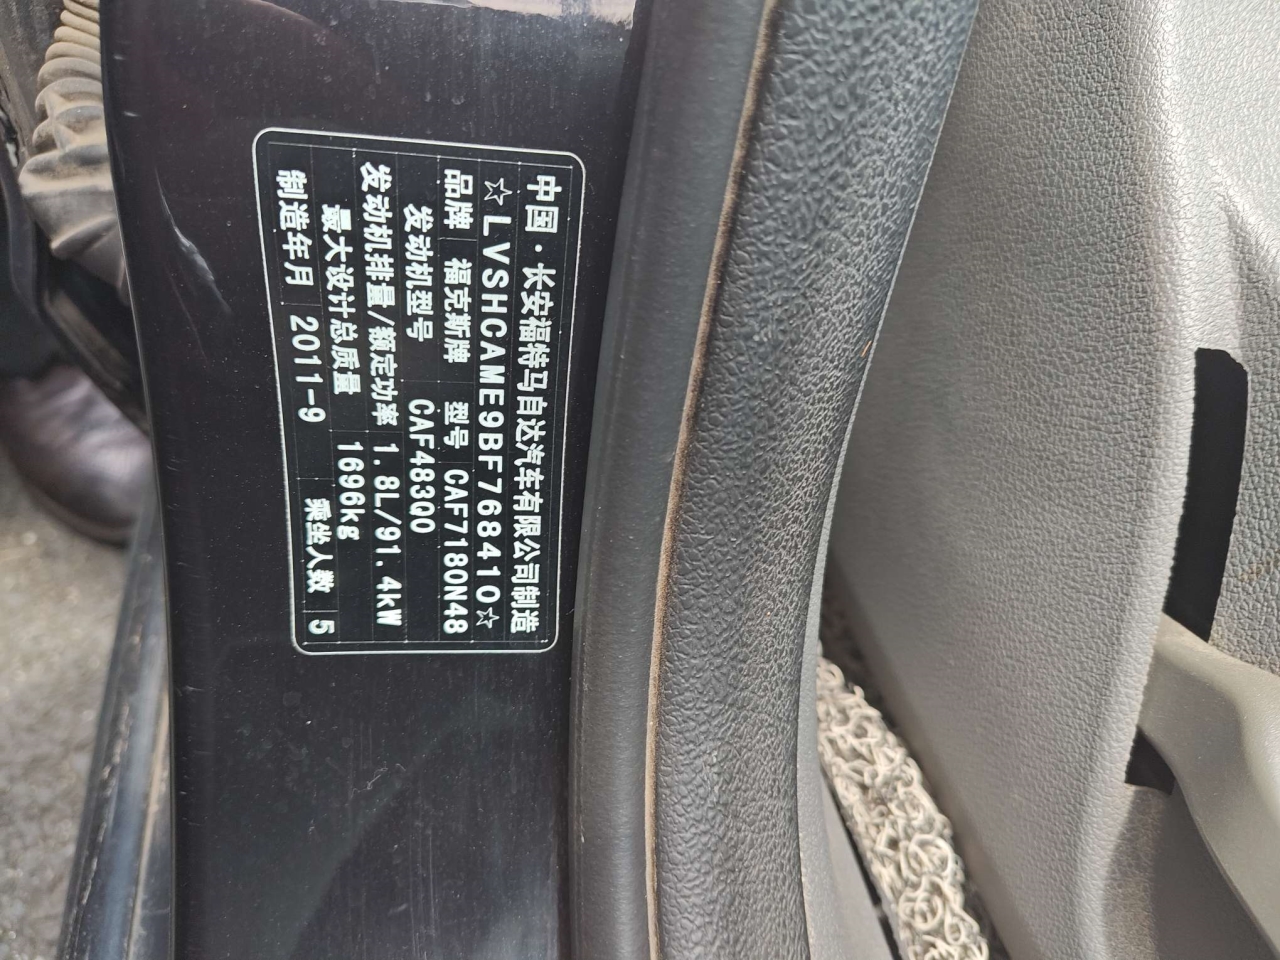 中国·长安福特马自达汽车有限公司制造
☆LVSHCAME9BF768410☆
品牌 福克斯牌 型号 CAF7180N48
发动机型号 CAF483Q0
发动机排量/额定功率 1.8L/91.4kW
最大设计总质量 1696kg
制造年月 2011-9 乘坐人数 5